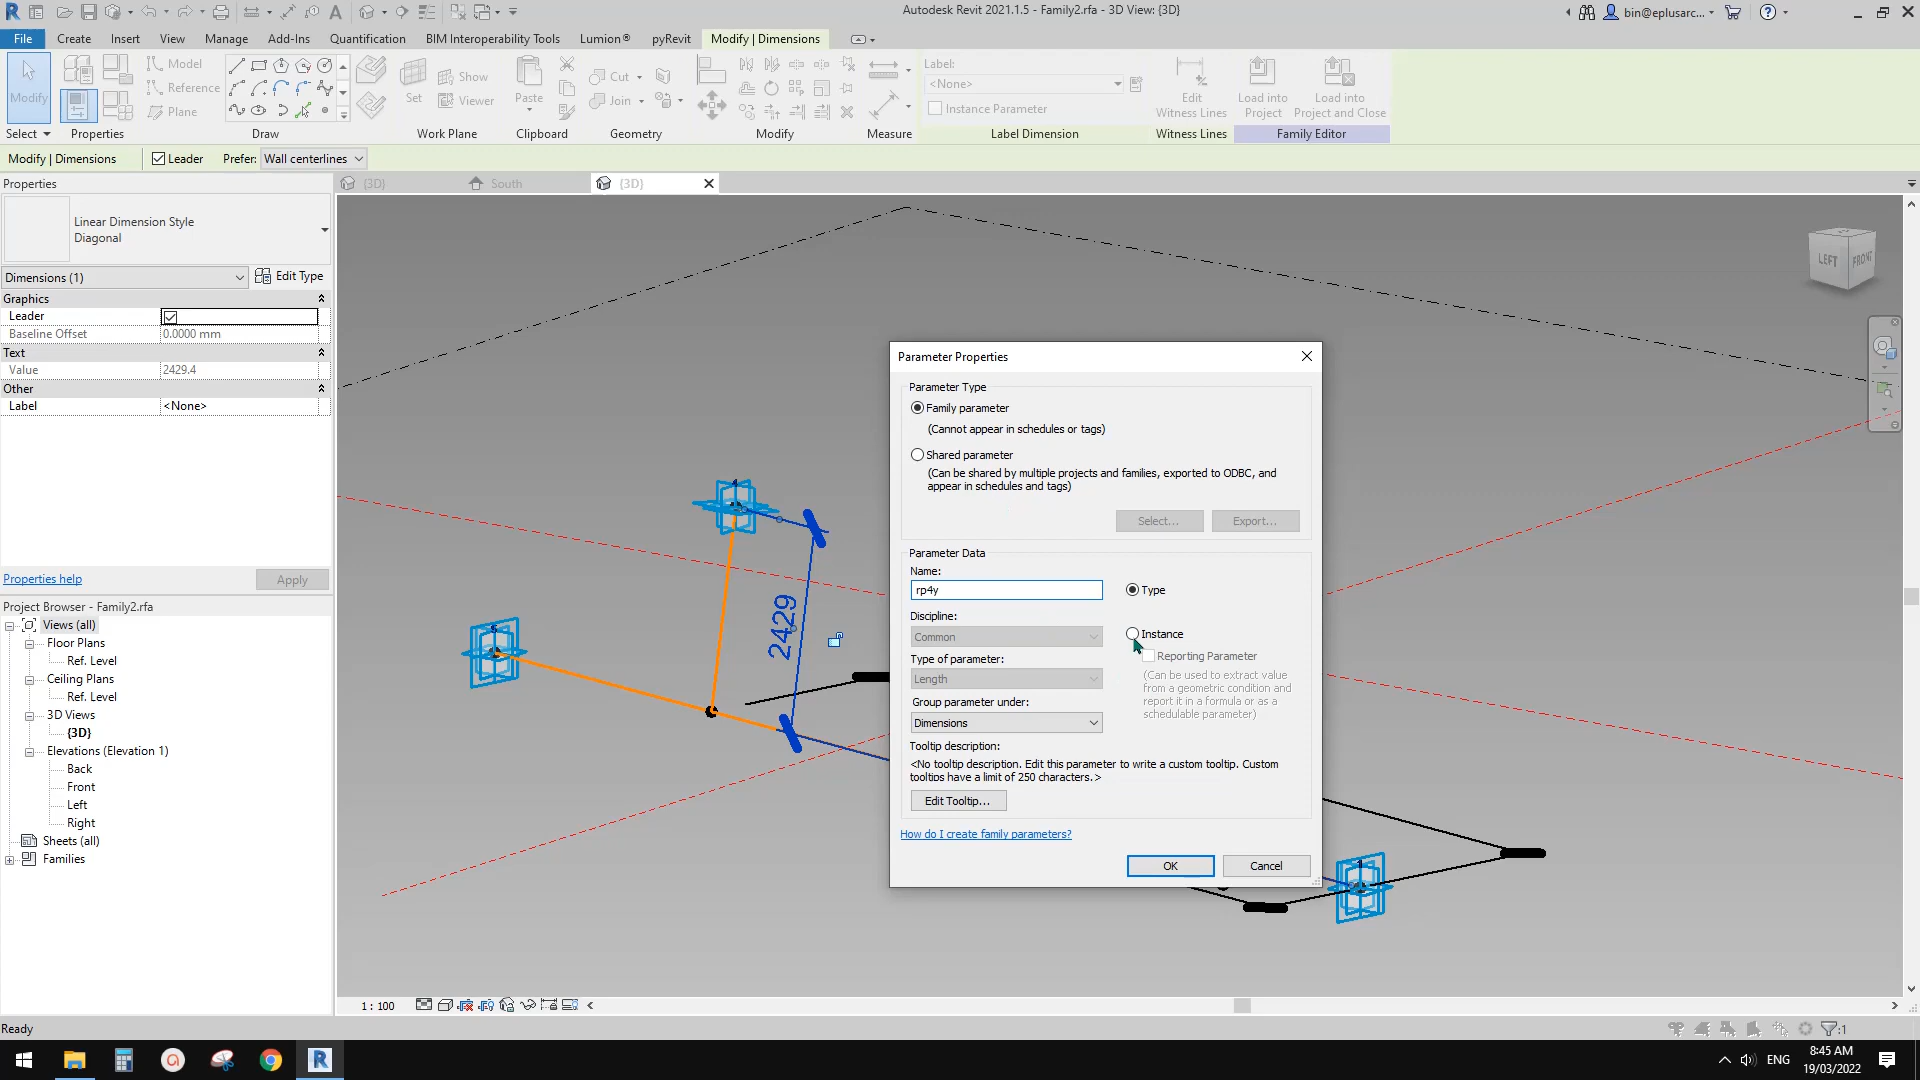 Autodesk Revit 2021.1.5 - Family2.rfa - 3D View: {3D}
bin@eplusarc...
File Create Insert View Manage Add-Ins Quantification BIM Interoperability Tools Lumion® pyRevit Modify | Dimensions
Modify
Select
Properties
Model
Reference
Plane
Draw
Set
Show
Viewer
Work Plane
Paste
Clipboard
Cut
Join
Geometry
Modify
Measure
Label:
<None>
Instance Parameter
Label Dimension
Edit
Witness Lines
Witness Lines
Load into
Project
Load into
Project and Close
Family Editor
Modify | Dimensions Leader Prefer: Wall centerlines
Properties
{3D} South {3D}
Linear Dimension Style
Diagonal
Dimensions (1) Edit Type
Graphics
Leader
Baseline Offset 0.0000 mm
Text
Value 2429.4
Other
Label <None>
Properties help Apply
Project Browser - Family2.rfa
Views (all)
Floor Plans
Ref. Level
Ceiling Plans
Ref. Level
3D Views
{3D}
Elevations (Elevation 1)
Back
Front
Left
Right
Sheets (all)
Families
LEFT FRONT
2429
Parameter Properties
Parameter Type
Family parameter
(Cannot appear in schedules or tags)
Shared parameter
(Can be shared by multiple projects and families, exported to ODBC, and
appear in schedules and tags)
Select... Export...
Parameter Data
Name:
rp4y
Type
Discipline:
Common
Instance
Reporting Parameter
Type of parameter:
Length
(Can be used to extract value
from a geometric condition and
report it in a formula or as a
schedulable parameter)
Group parameter under:
Dimensions
Tooltip description:
<No tooltip description. Edit this parameter to write a custom tooltip. Custom
tooltips have a limit of 250 characters.>
Edit Tooltip...
How do I create family parameters?
OK Cancel
1 : 100
Ready
:1
ENG
8:45 AM
19/03/2022